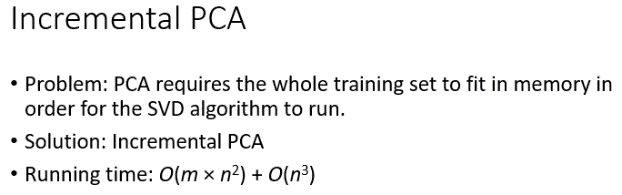 Incremental PCA
• Problem: PCA requires the whole training set to fit in memory in
order for the SVD algorithm to run.
• Solution: Incremental PCA
• Running time: O(m × n²) + O(n³)